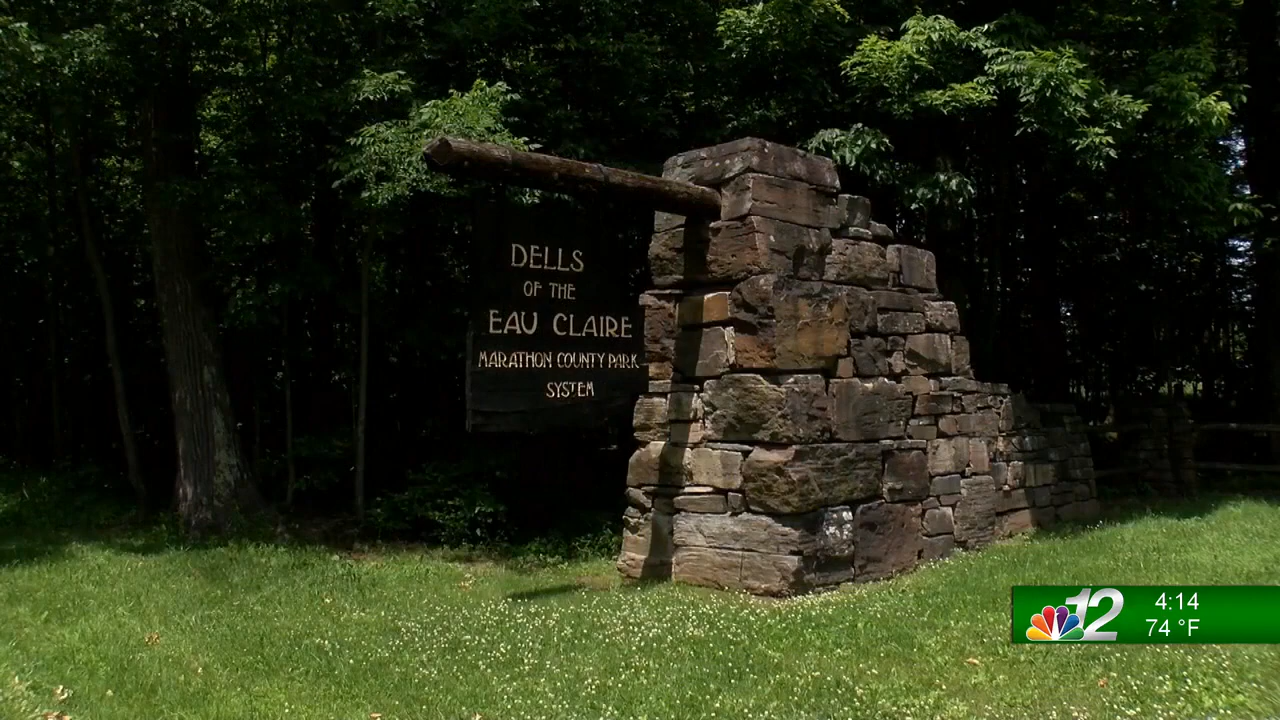 DELLS
OF THE
EAU CLAIRE
MARATHON COUNTY PARK
SYSTEM
12
4:14
74 °F